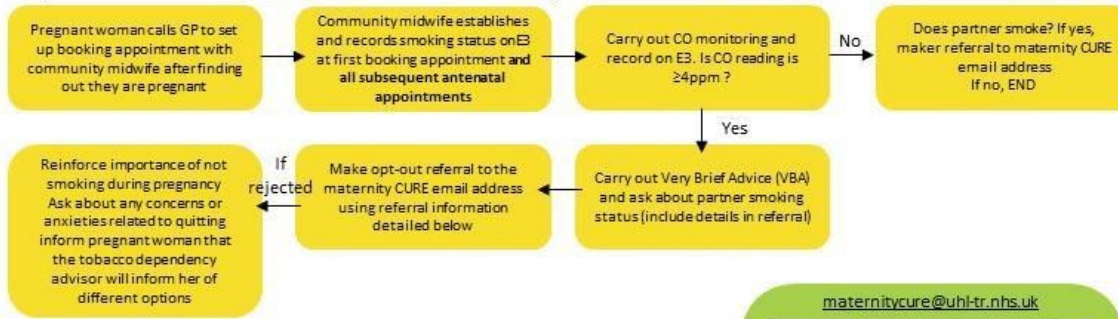 Pregnant woman calls GP to set
up booking appointment with
community midwife after finding
out they are pregnant
Community midwife establishes
and records smoking status on E3
at first booking appointment and
all subsequent antenatal
appointments
Carry out CO monitoring and
record on E3. Is CO reading is
≥4ppm ?
No
Does partner smoke? If yes,
maker referral to maternity CURE
email address
If no, END
Yes
Carry out Very Brief Advice (VBA)
and ask about partner smoking
status (include details in referral)
Make opt-out referral to the
maternity CURE email address
using referral information
detailed below
If
rejected
Reinforce importance of not
smoking during pregnancy
Ask about any concerns or
anxieties related to quitting
inform pregnant woman that
the tobacco dependency
advisor will inform her of
different options
maternitycure@uhl-tr.nhs.uk